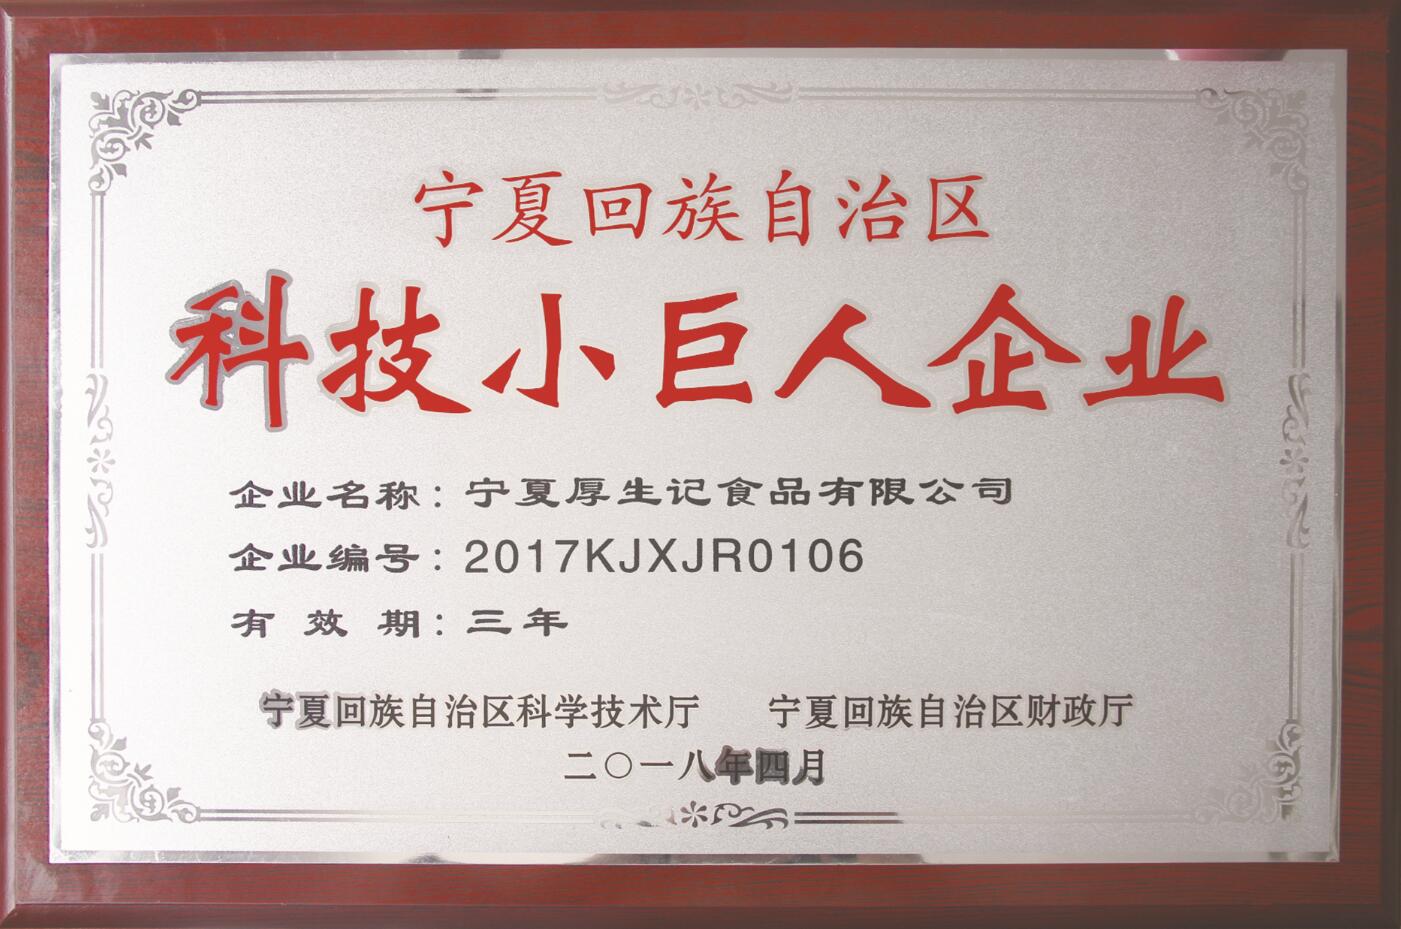 宁夏回族自治区
科技小巨人企业
企业名称：宁夏厚生记食品有限公司
企业编号：2017KJXJR0106
有 效 期：三年
宁夏回族自治区科学技术厅 宁夏回族自治区财政厅
二〇一八年四月